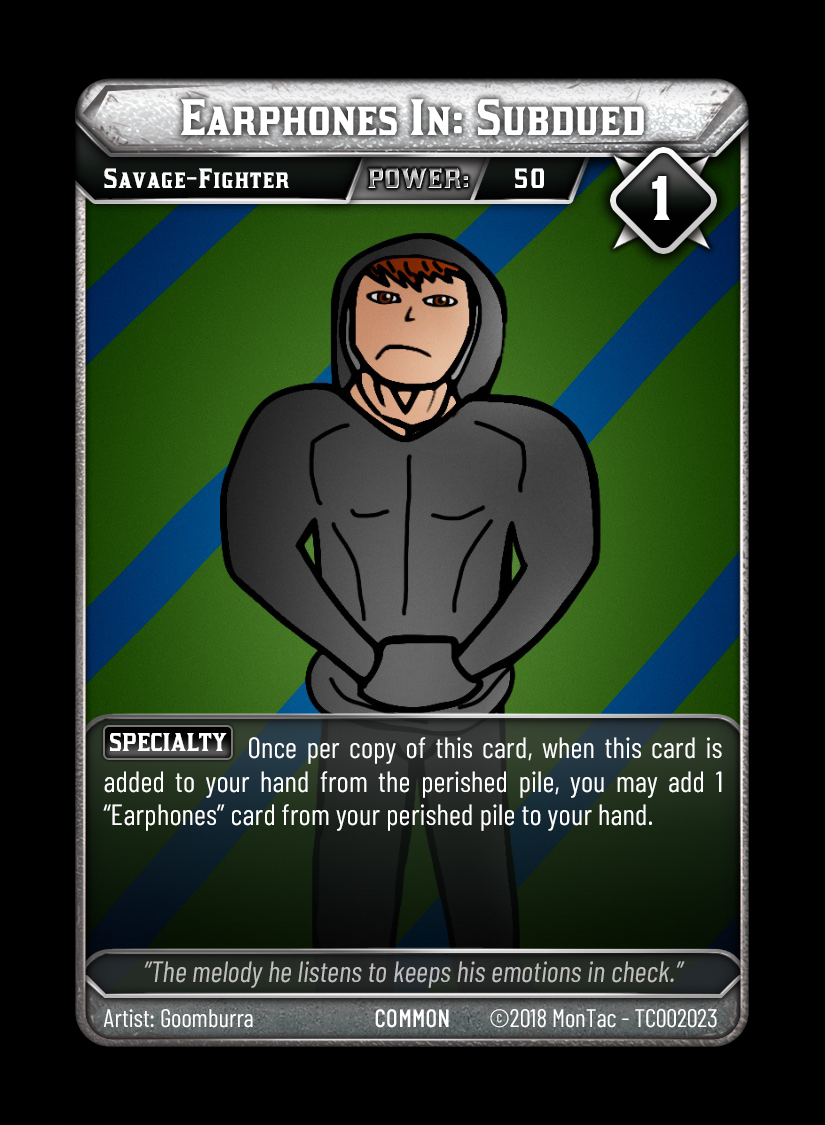 Earphones In: Subdued
Savage-Fighter POWER: 50
1
SPECIALTY Once per copy of this card, when this card is
added to your hand from the perished pile, you may add 1
“Earphones” card from your perished pile to your hand.
“The melody he listens to keeps his emotions in check.”
Artist: Goomburra COMMON ©2018 MonTac - TC002023